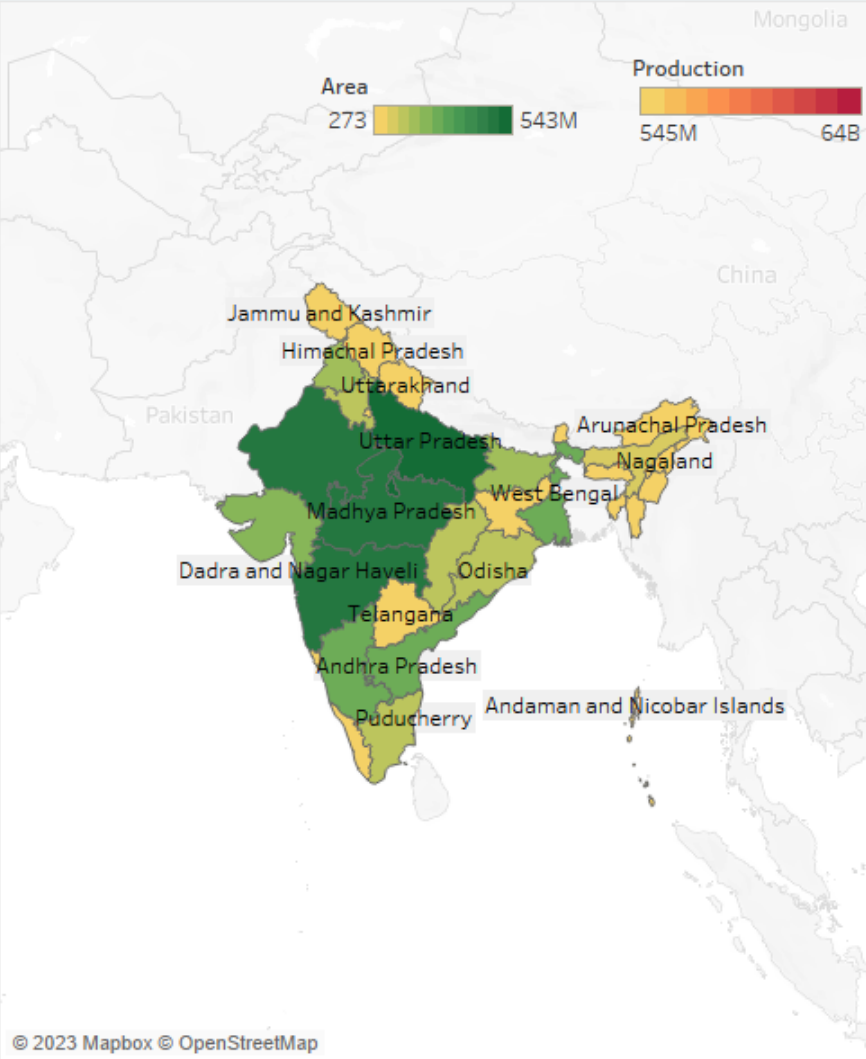 Mongolia
Production
Area
273
543M
545M
64B
China
Jammu and Kashmir
Himachal Pradesh
Uttarakhand
Pakistan
Arunachal Pradesh
Uttar Pradesh
Nagaland
West Bengal
Madhya Pradesh
Dadra and Nagar Haveli
Odisha
Telangana
Andhra Pradesh
Andaman and Nicobar Islands
Puducherry
© 2023 Mapbox © OpenStreetMap